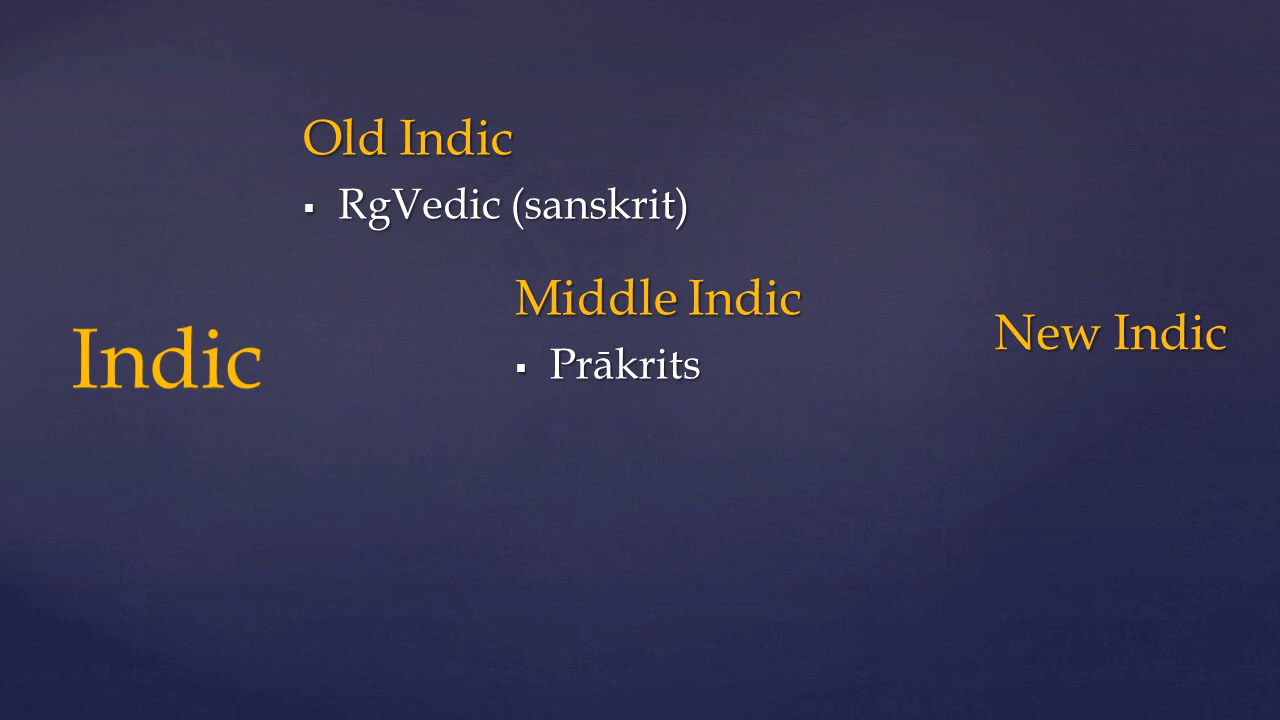 Old Indic
▪ RgVedic (sanskrit)
Middle Indic
▪ Prākrits
New Indic
Indic